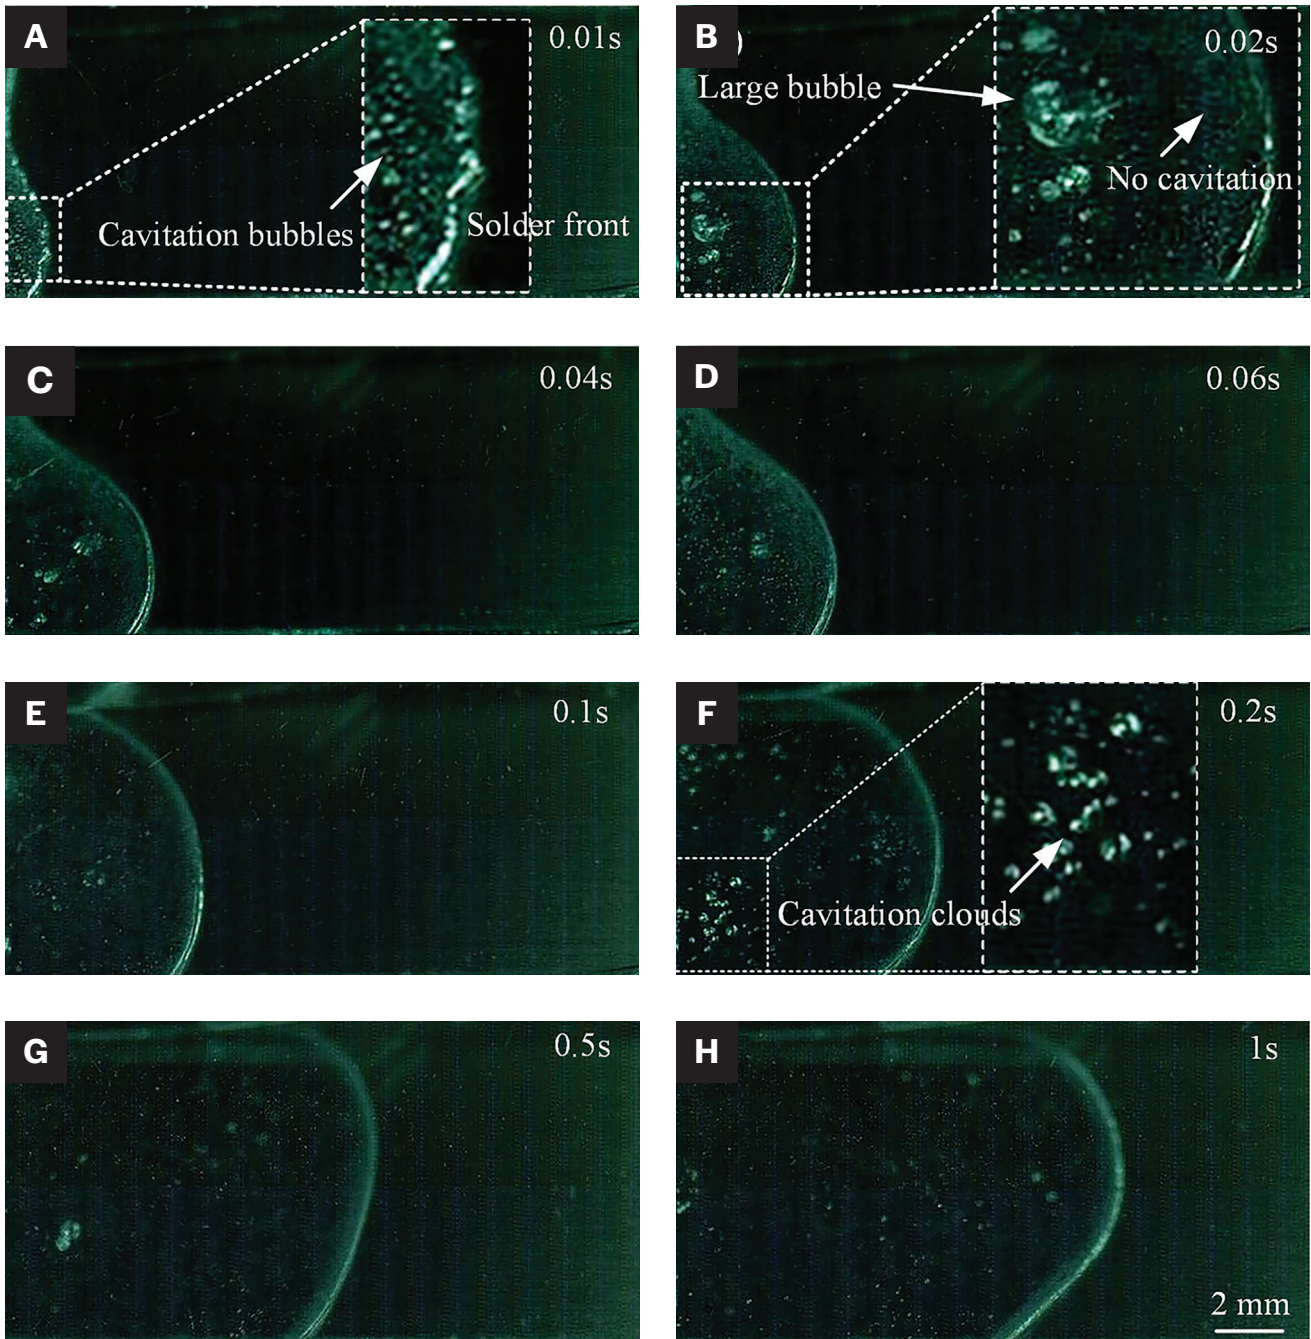 A
0.01s
Cavitation bubbles
Solder front
B
)
0.02s
Large bubble
No cavitation
C
0.04s
D
0.06s
E
0.1s
F
0.2s
Cavitation clouds
G
0.5s
H
1s
2 mm